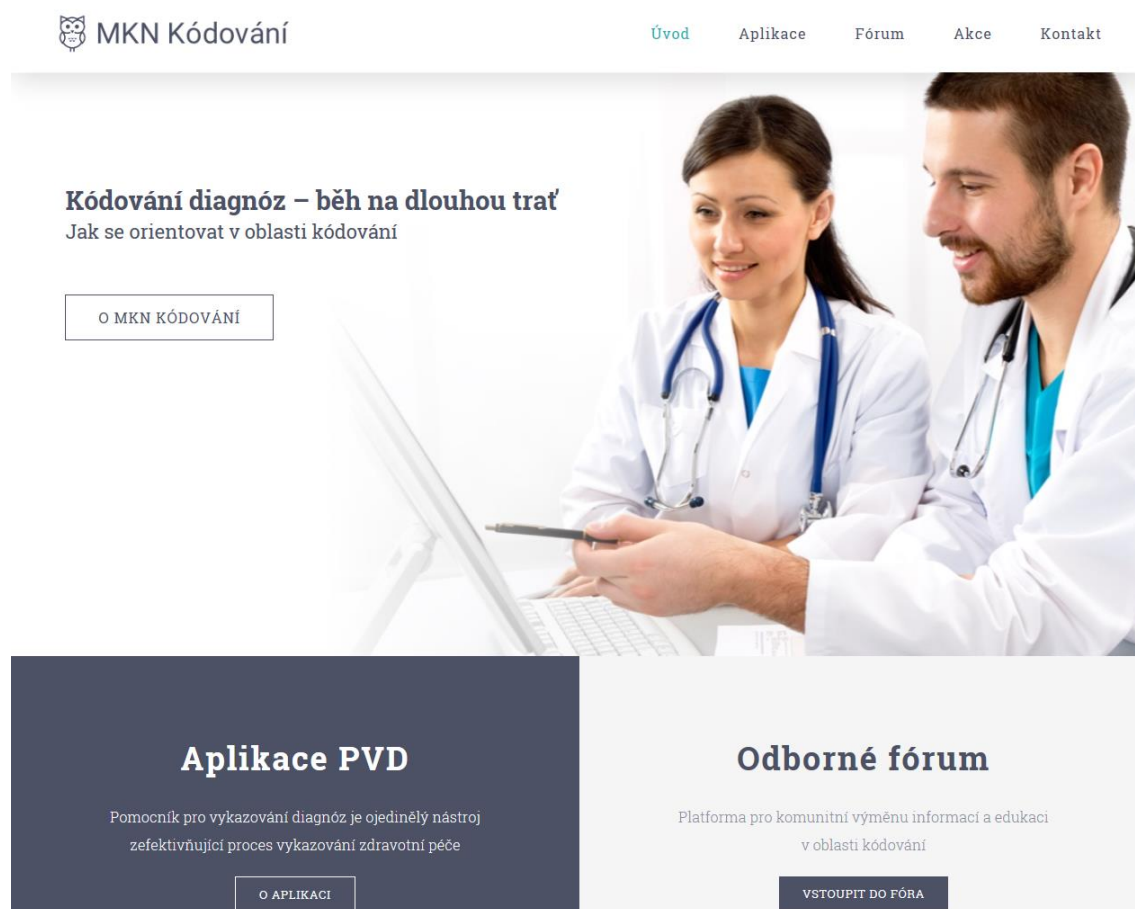 MKN Kódování
Úvod Aplikace Fórum Akce Kontakt
Kódování diagnóz – běh na dlouhou trať
Jak se orientovat v oblasti kódování
O MKN KÓDOVÁNÍ
Aplikace PVD
Pomocník pro vykazování diagnóz je ojedinělý nástroj
zefektivňující proces vykazování zdravotní péče
O APLIKACI
Odborné fórum
Platforma pro komunitní výměnu informací a edukaci
v oblasti kódování
VSTOUPIT DO FÓRA